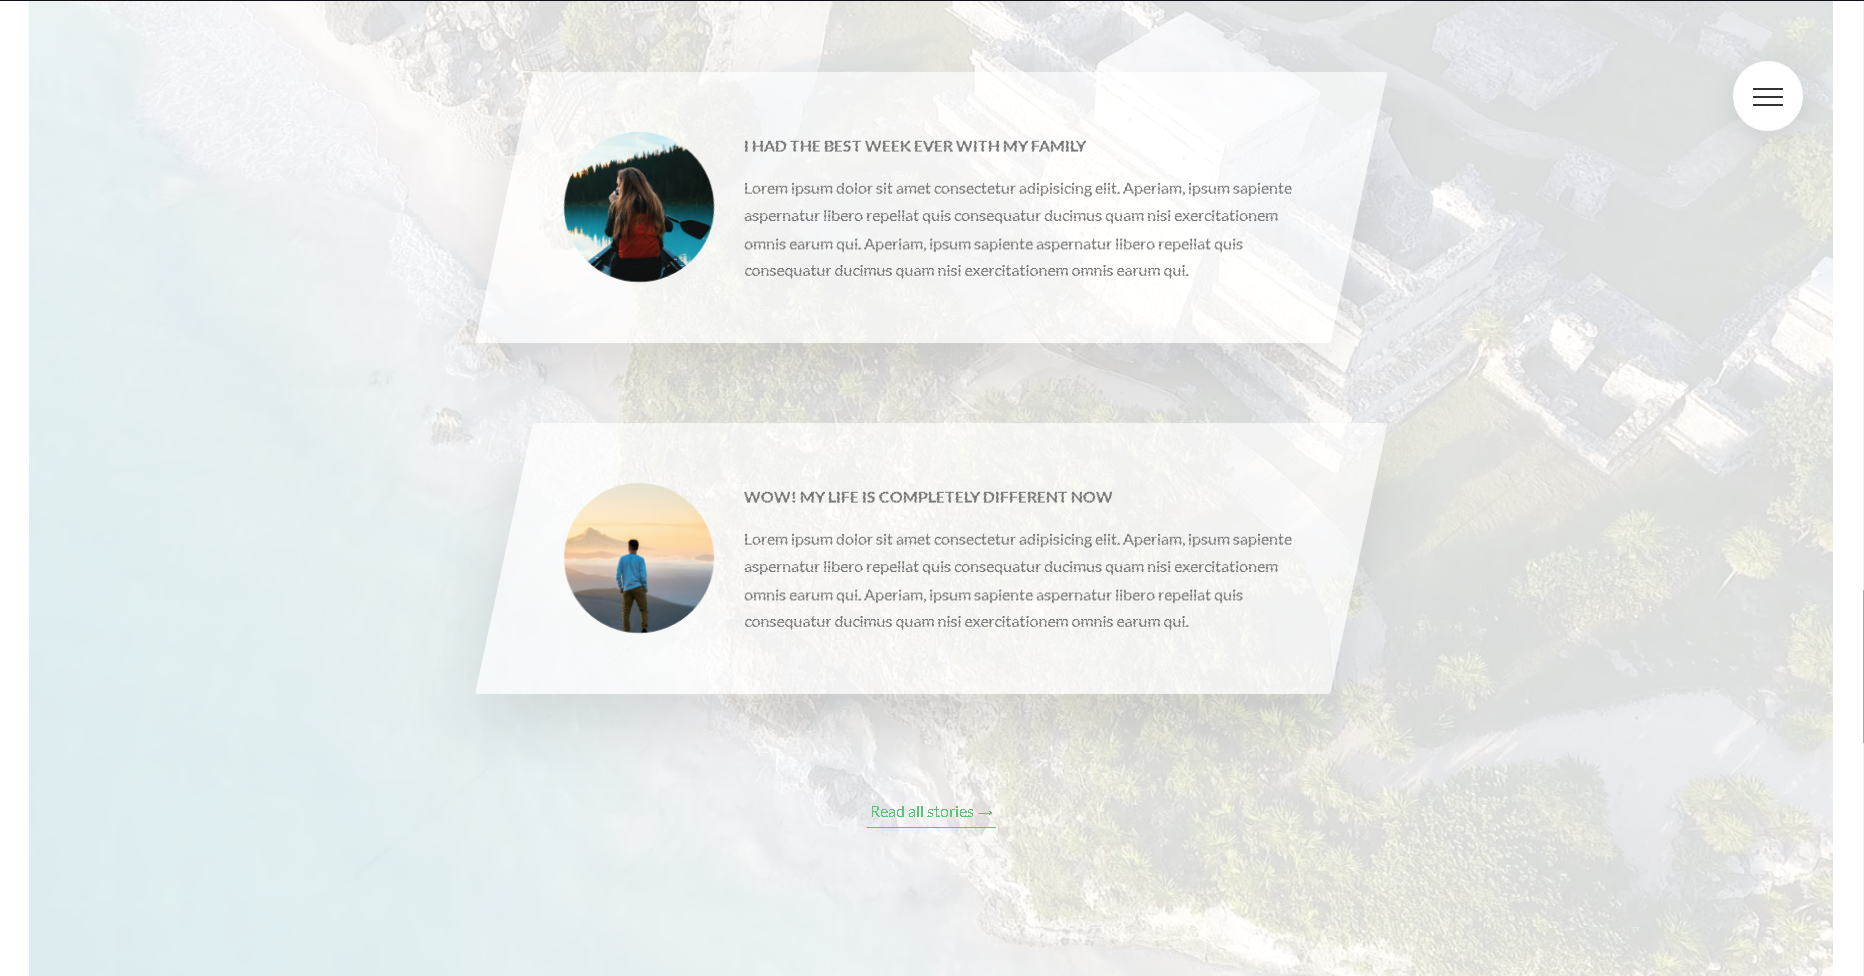 I HAD THE BEST WEEK EVER WITH MY FAMILY
Lorem ipsum dolor sit amet consectetur adipisicing elit. Aperiam, ipsum sapiente
aspernatur libero repellat quis consequatur ducimus quam nisi exercitationem
omnis earum qui. Aperiam, ipsum sapiente aspernatur libero repellat quis
consequatur ducimus quam nisi exercitationem omnis earum qui.
WOW! MY LIFE IS COMPLETELY DIFFERENT NOW
Lorem ipsum dolor sit amet consectetur adipisicing elit. Aperiam, ipsum sapiente
aspernatur libero repellat quis consequatur ducimus quam nisi exercitationem
omnis earum qui. Aperiam, ipsum sapiente aspernatur libero repellat quis
consequatur ducimus quam nisi exercitationem omnis earum qui.
Read all stories →